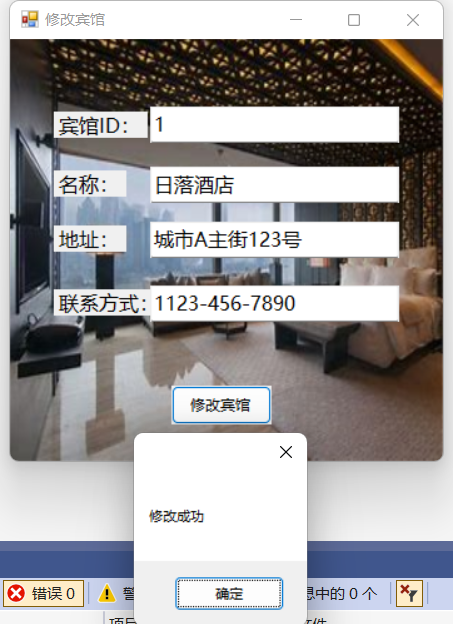 修改宾馆
宾馆ID： 1
名称： 日落酒店
地址： 城市A主街123号
联系方式： 1123-456-7890
修改宾馆
修改成功
确定
错误 0
中的 0 个